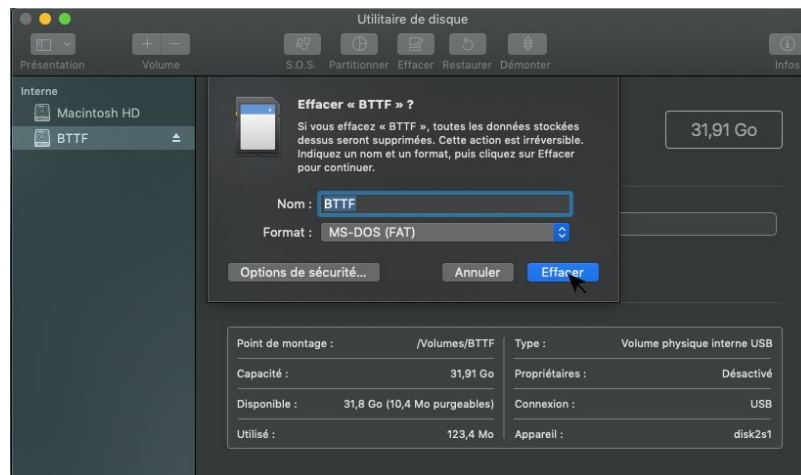 Utilitaire de disque
Présentation
Volume
S.O.S.
Partitionner
Effacer
Restaurer
Démonter
Infos
Interne
Macintosh HD
BTTF
Effacer « BTTF » ?
Si vous effacez « BTTF », toutes les données stockées
dessus seront supprimées. Cette action est irréversible.
Indiquez un nom et un format, puis cliquez sur Effacer
pour continuer.
Nom : BTTF
Format : MS-DOS (FAT)
Options de sécurité...
Annuler
Effacer
31,91 Go
Point de montage : /Volumes/BTTF
Type : Volume physique interne USB
Capacité : 31,91 Go
Propriétaires : Désactivé
Disponible : 31,8 Go (10,4 Mo purgeables)
Connexion : USB
Utilisé : 123,4 Mo
Appareil : disk2s1